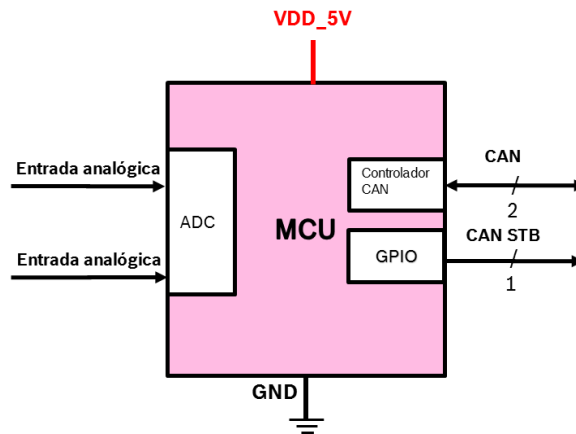 VDD_5V
Entrada analógica
ADC
Entrada analógica
MCU
Controlador
CAN
GPIO
CAN
2
CAN STB
1
GND